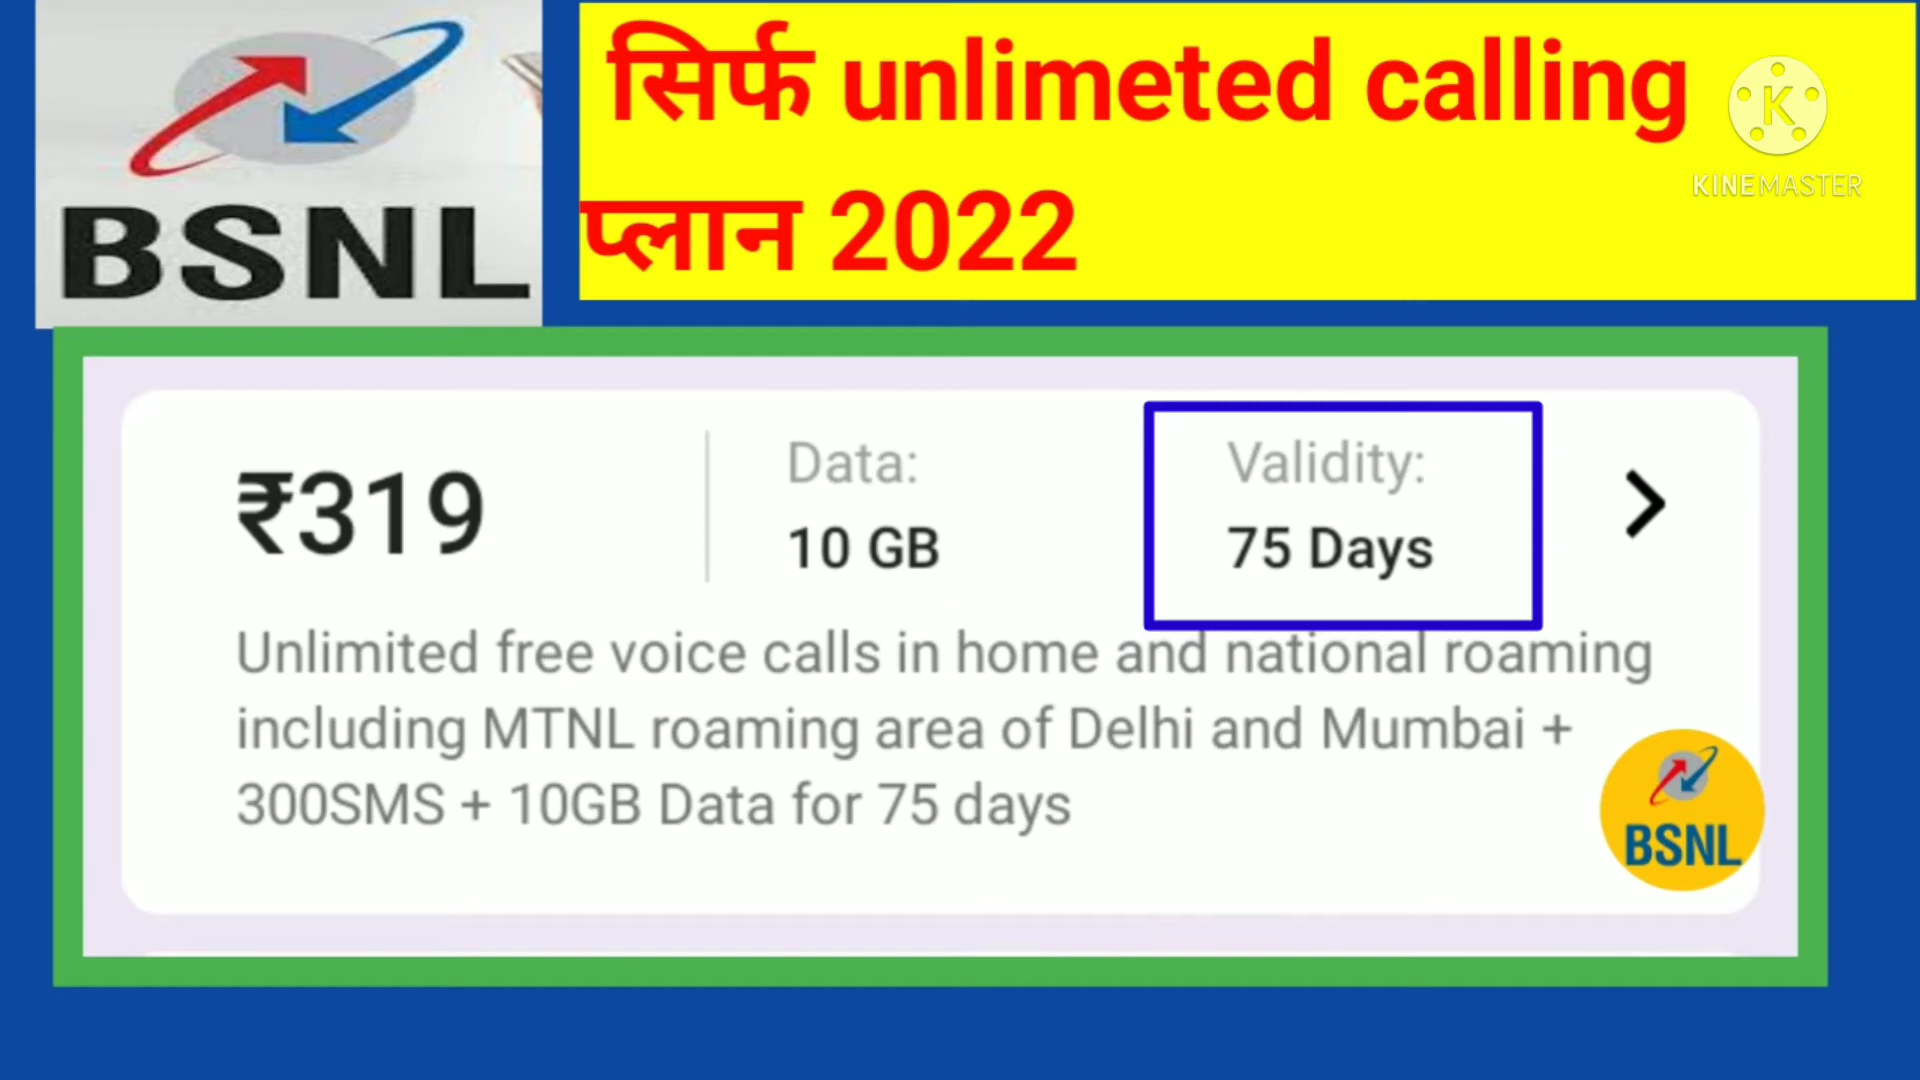 BSNL
सिर्फ unlimeted calling
प्लान 2022
K
KINEMASTER
₹319
Data:
10 GB
Validity:
75 Days
Unlimited free voice calls in home and national roaming
including MTNL roaming area of Delhi and Mumbai +
300SMS + 10GB Data for 75 days
BSNL